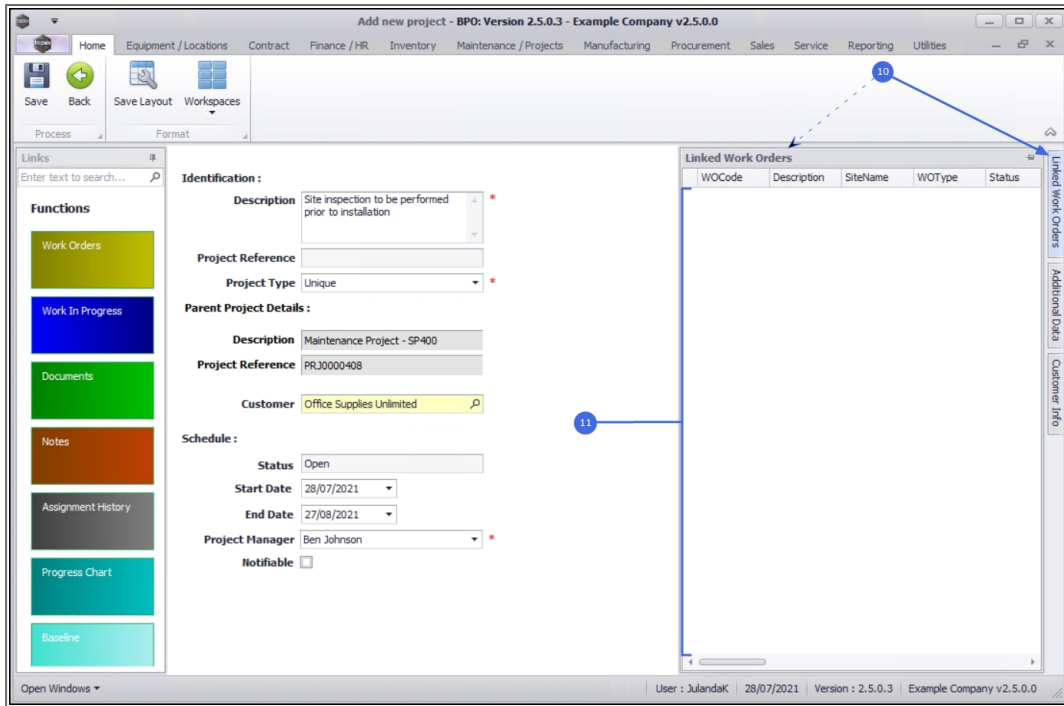 Add new project - BPO: Version 2.5.0.3 - Example Company v2.5.0.0
Home Equipment / Locations Contract Finance / HR Inventory Maintenance / Projects Manufacturing Procurement Sales Service Reporting Utilities
Save Back Save Layout Workspaces
Process Format
10
Links
Enter text to search...
Functions
Work Orders
Work In Progress
Documents
Notes
Assignment History
Progress Chart
Baseline
Identification :
Description Site inspection to be performed
prior to installation *
Project Reference
Project Type Unique *
Parent Project Details :
Description Maintenance Project - SP400
Project Reference PRJ0000408
Customer Office Supplies Unlimited
Schedule :
Status Open
Start Date 28/07/2021
End Date 27/08/2021
Project Manager Ben Johnson *
Notifiable
11
Linked Work Orders
WOCode Description SiteName WOType Status
Linked Work Orders
Additional Data
Customer Info
Open Windows User : JulandaK 28/07/2021 Version : 2.5.0.3 Example Company v2.5.0.0